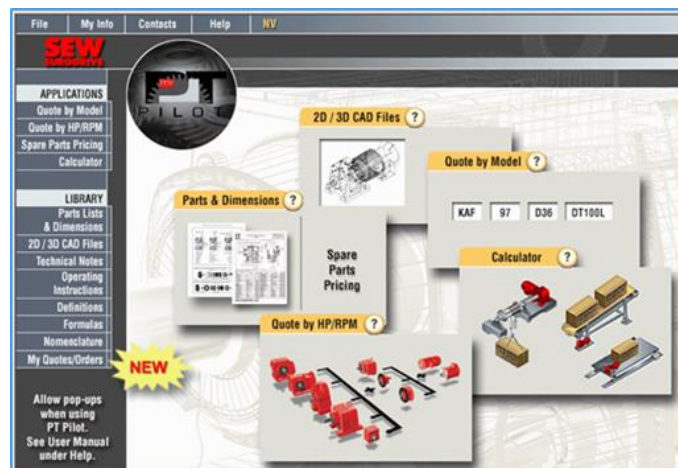 File
My Info
Contacts
Help
NV
SEW
EURODRIVE
PT
PILOT
APPLICATIONS
Quote by Model
Quote by HP/RPM
Spare Parts Pricing
Calculator
LIBRARY
Parts Lists
& Dimensions
2D / 3D CAD Files
Technical Notes
Operating
Instructions
Definitions
Formulas
Nomenclature
My Quotes/Orders
NEW
Allow pop-ups
when using
PT Pilot.
See User Manual
under Help.
2D / 3D CAD Files ?
Quote by Model ?
KAF 97 D36 DT100L
Parts & Dimensions ?
Spare
Parts
Pricing
Calculator ?
Quote by HP/RPM ?